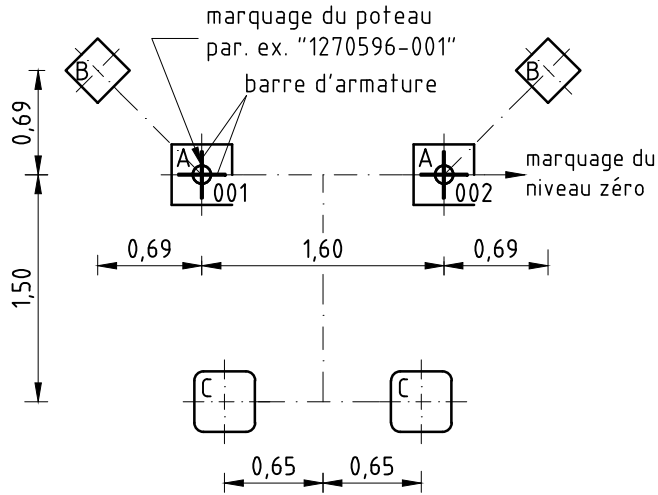 marquage du poteau
par. ex. "1270596-001"
barre d'armature
B
B
0,69
A
A
marquage du
niveau zéro
001
002
0,69
1,60
0,69
1,50
C
C
0,65
0,65